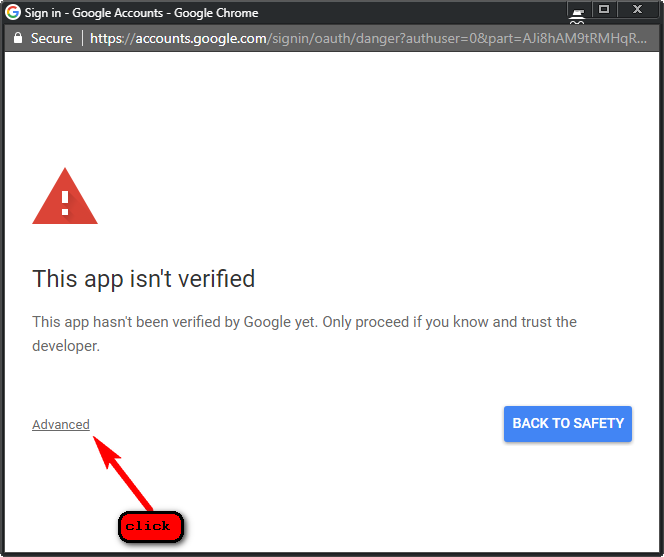 Sign in - Google Accounts - Google Chrome
Secure | https://accounts.google.com/signin/oauth/danger?authuser=0&part=AJi8hAM9tRMHqR...
This app isn't verified
This app hasn't been verified by Google yet. Only proceed if you know and trust the
developer.
Advanced
BACK TO SAFETY
click